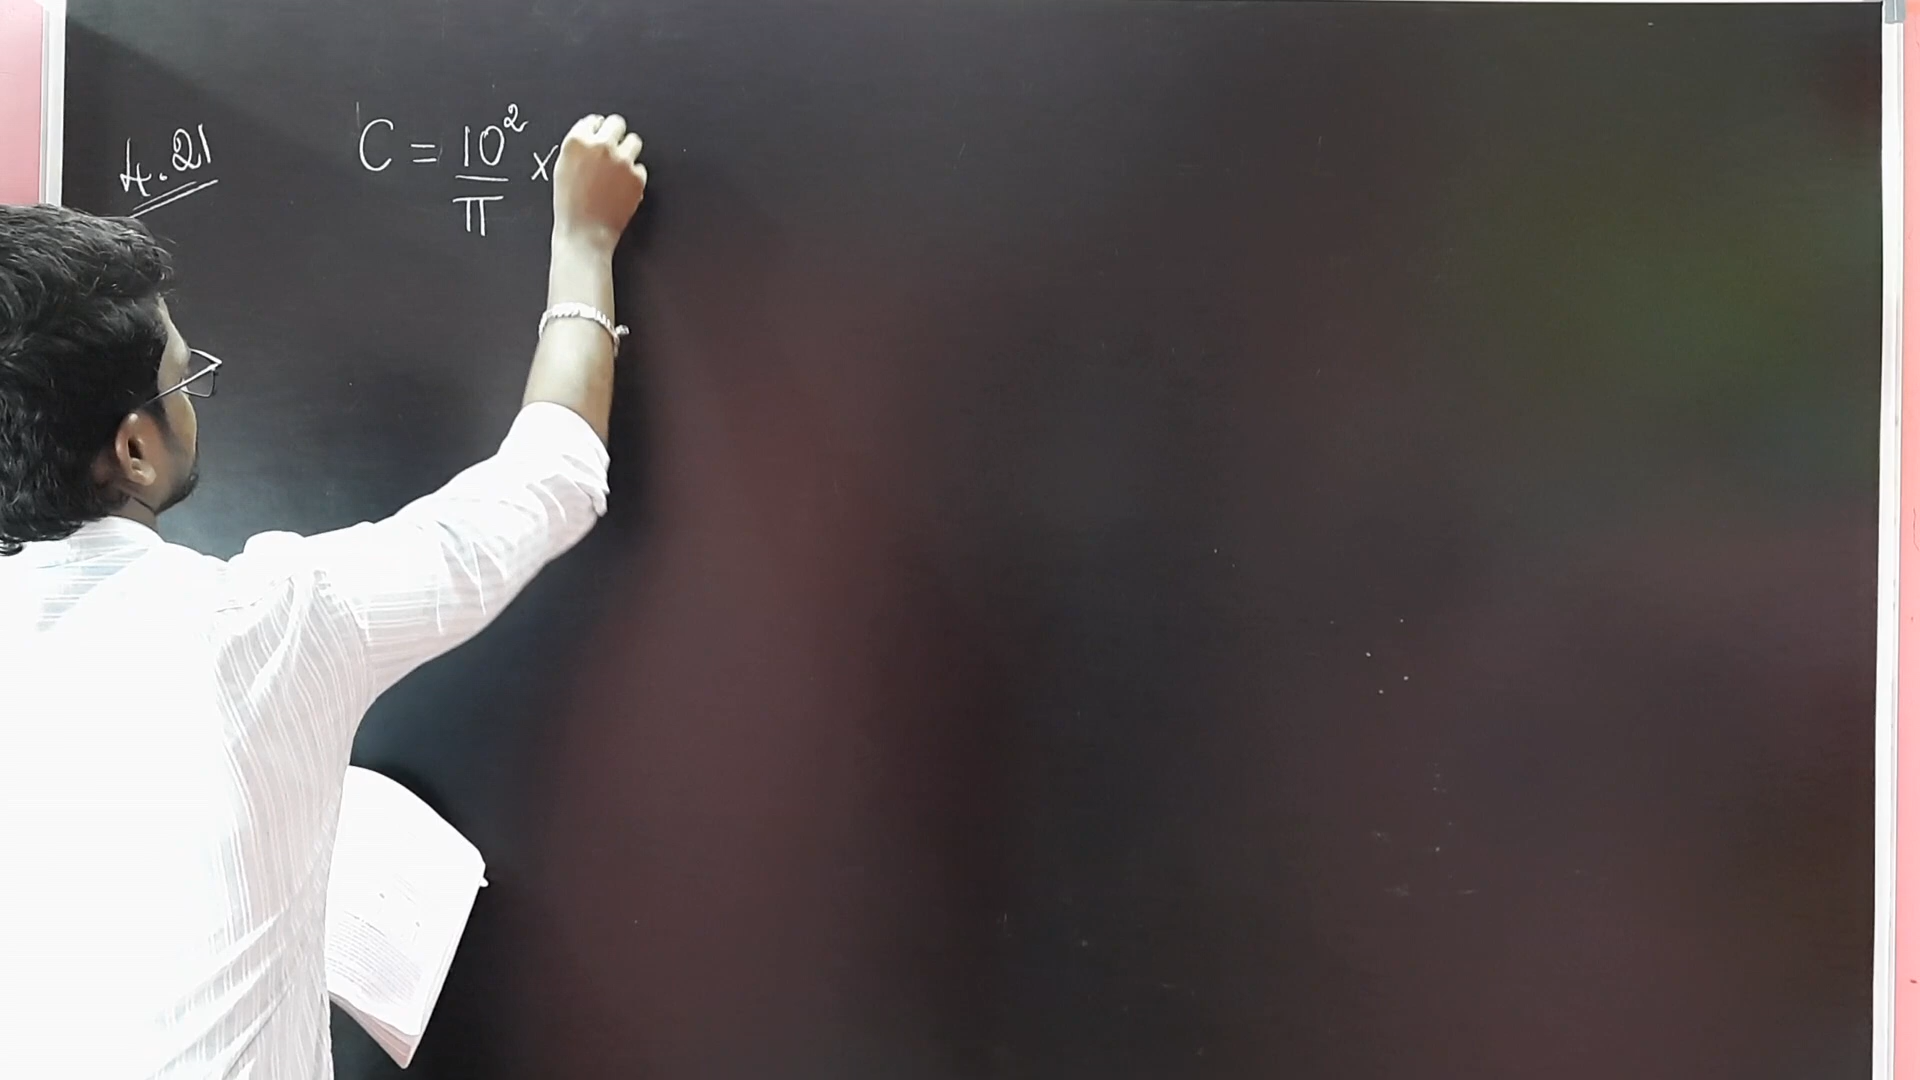 4.21
C = 10² / π ×